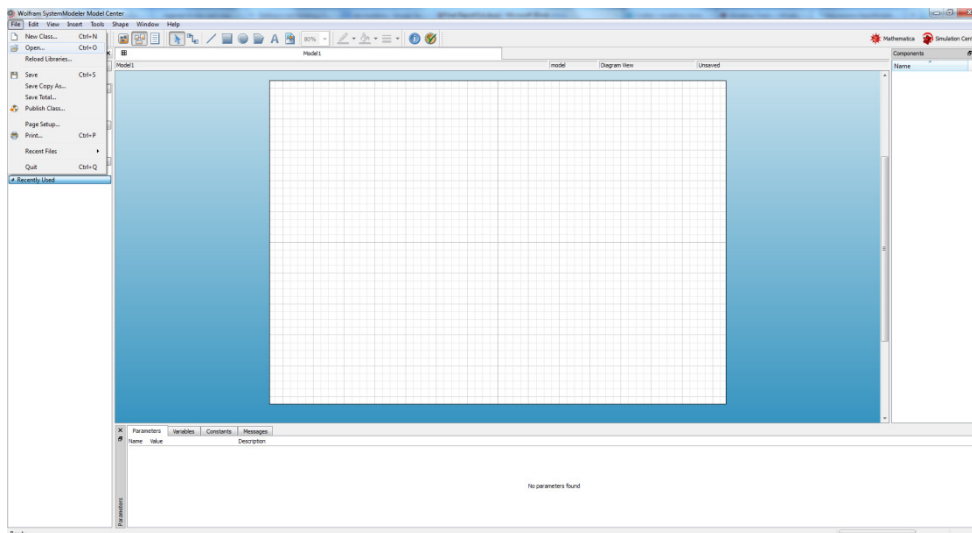 Wolfram SystemModeler Model Center
File Edit View Insert Tools Shape Window Help
New Class... Ctrl+N
Open... Ctrl+O
Reload Libraries...
Save Ctrl+S
Save Copy As...
Save Total...
Publish Class...
Page Setup...
Print... Ctrl+P
Recent Files
Quit Ctrl+Q
Recently Used
80%
Mathematica Simulation Cen
Model1
Model1 model Diagram View Unsaved
Components
Name
Parameters Variables Constants Messages
Name Value Description
No parameters found
Parameters